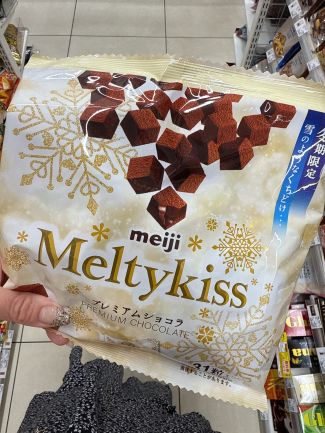 期限定
雪のようなくちどけ…
meiji
Meltykiss
プレミアムショコラ
PREMIUM CHOCOLATE